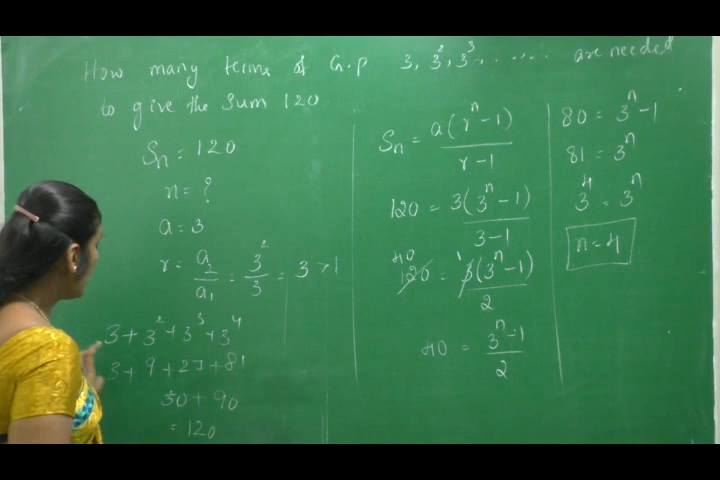 How many terms of G.P 3, 3², 3³, ....... are needed
to give the sum 120
Sn = 120
n = ?
a = 3
r = a₂/a₁ = 3²/3 = 3 > 1
3 + 3² + 3³ + 3⁴
3 + 9 + 27 + 81
30 + 90
= 120
Sn = a(rⁿ - 1)/r - 1
120 = 3(3ⁿ - 1)/3 - 1
40 1
120 = 3(3ⁿ - 1)/2
40 = 3ⁿ - 1/2
80 = 3ⁿ - 1
81 = 3ⁿ
3⁴ = 3ⁿ
n = 4